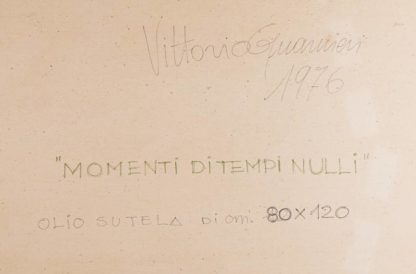 Vittorio Guarnieri
1976
"MOMENTI DI TEMPI NULLI"
OLIO SU TELA DI cm. 80 X 120